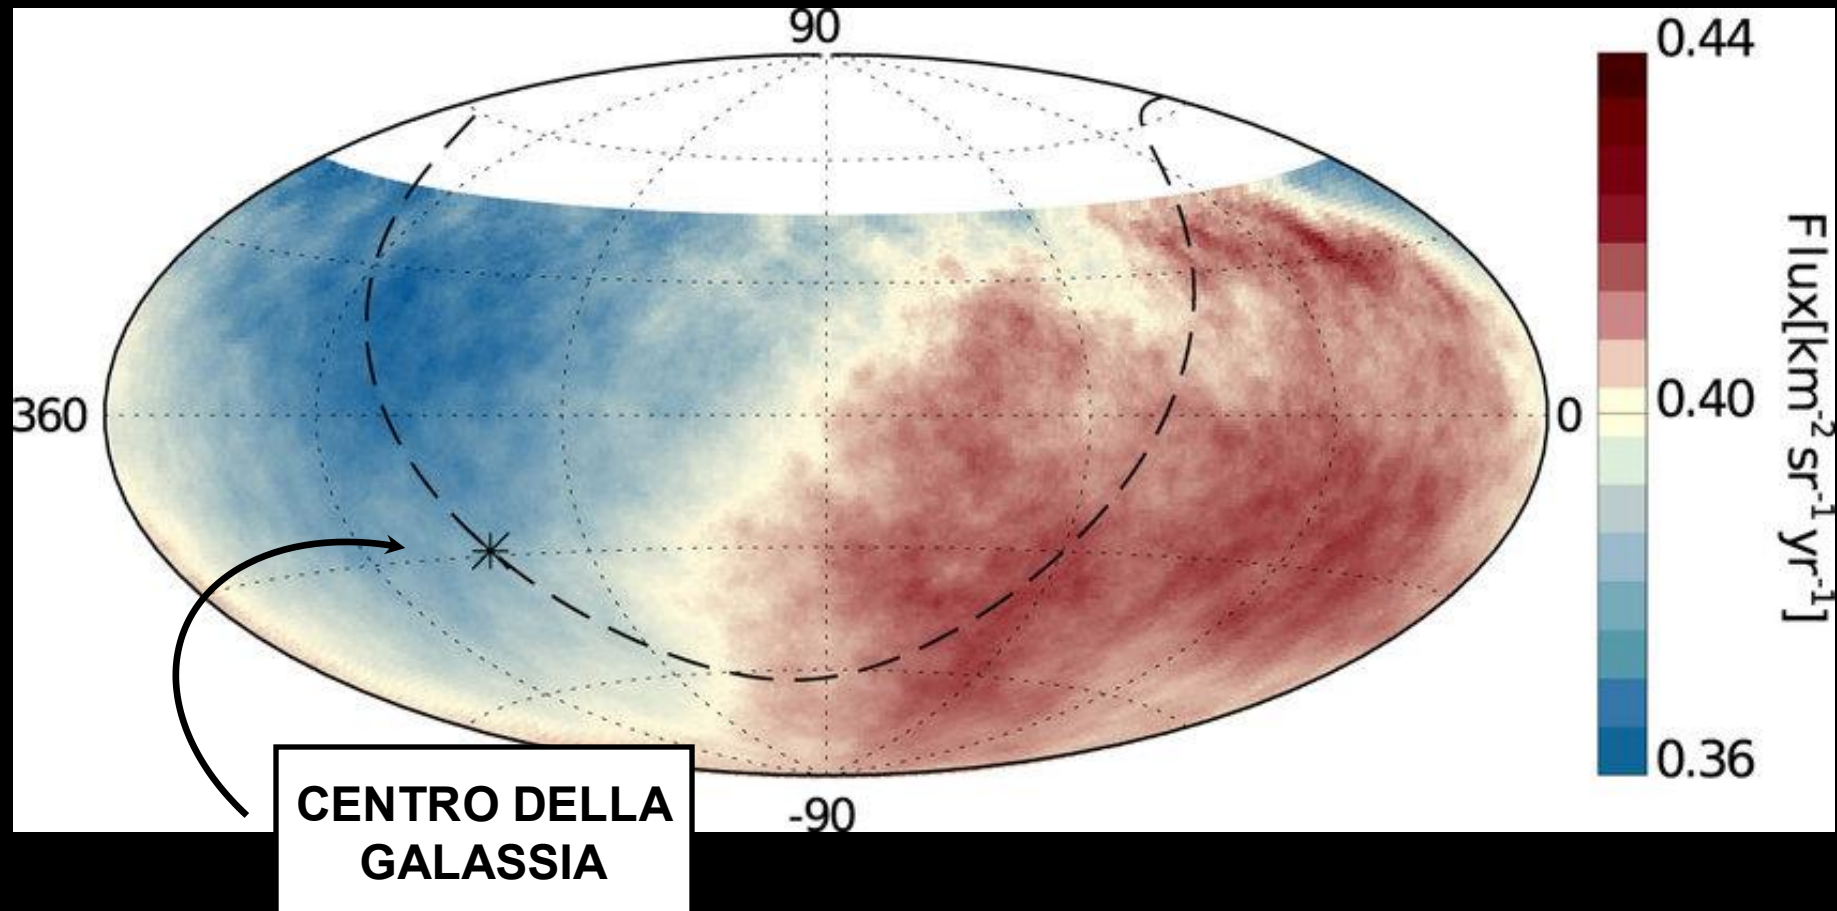 90
0.44
360
0
0.40
Flux[km⁻² sr⁻¹ yr⁻¹]
0.36
-90
CENTRO DELLA
GALASSIA